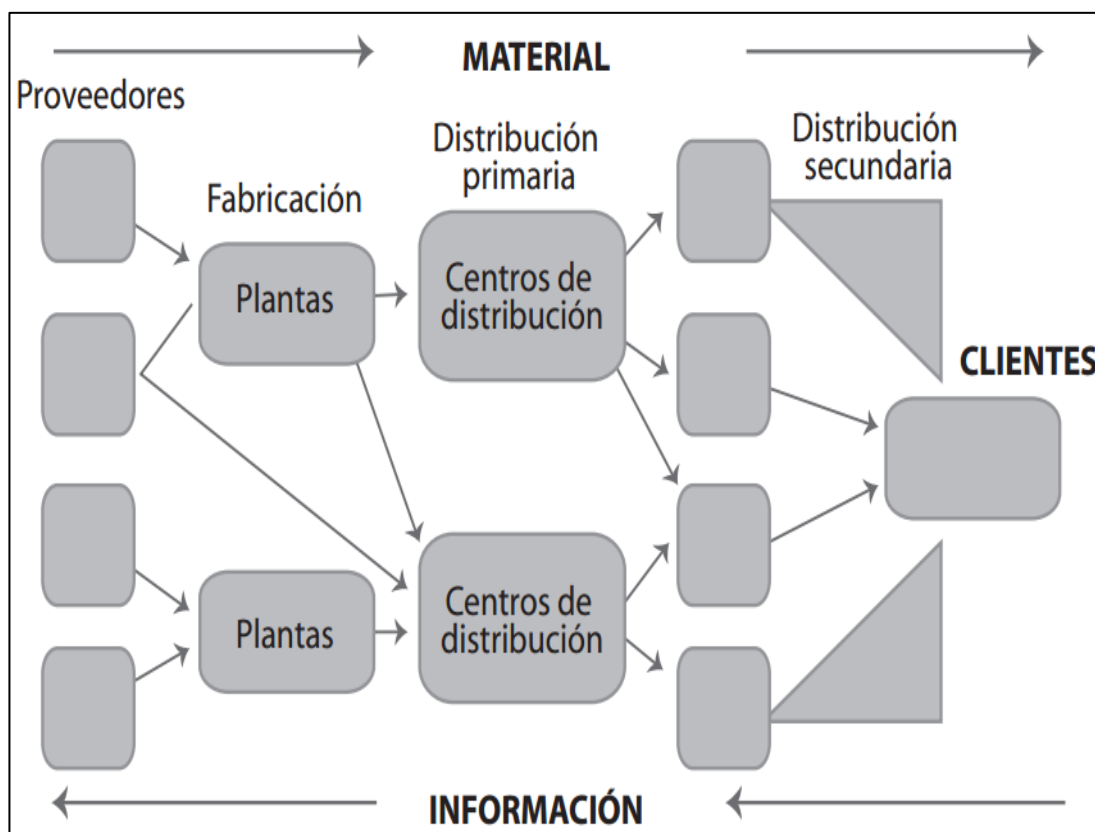 MATERIAL
Proveedores
Distribución
primaria
Distribución
secundaria
Fabricación
Plantas
Centros de
distribución
CLIENTES
Plantas
Centros de
distribución
INFORMACIÓN